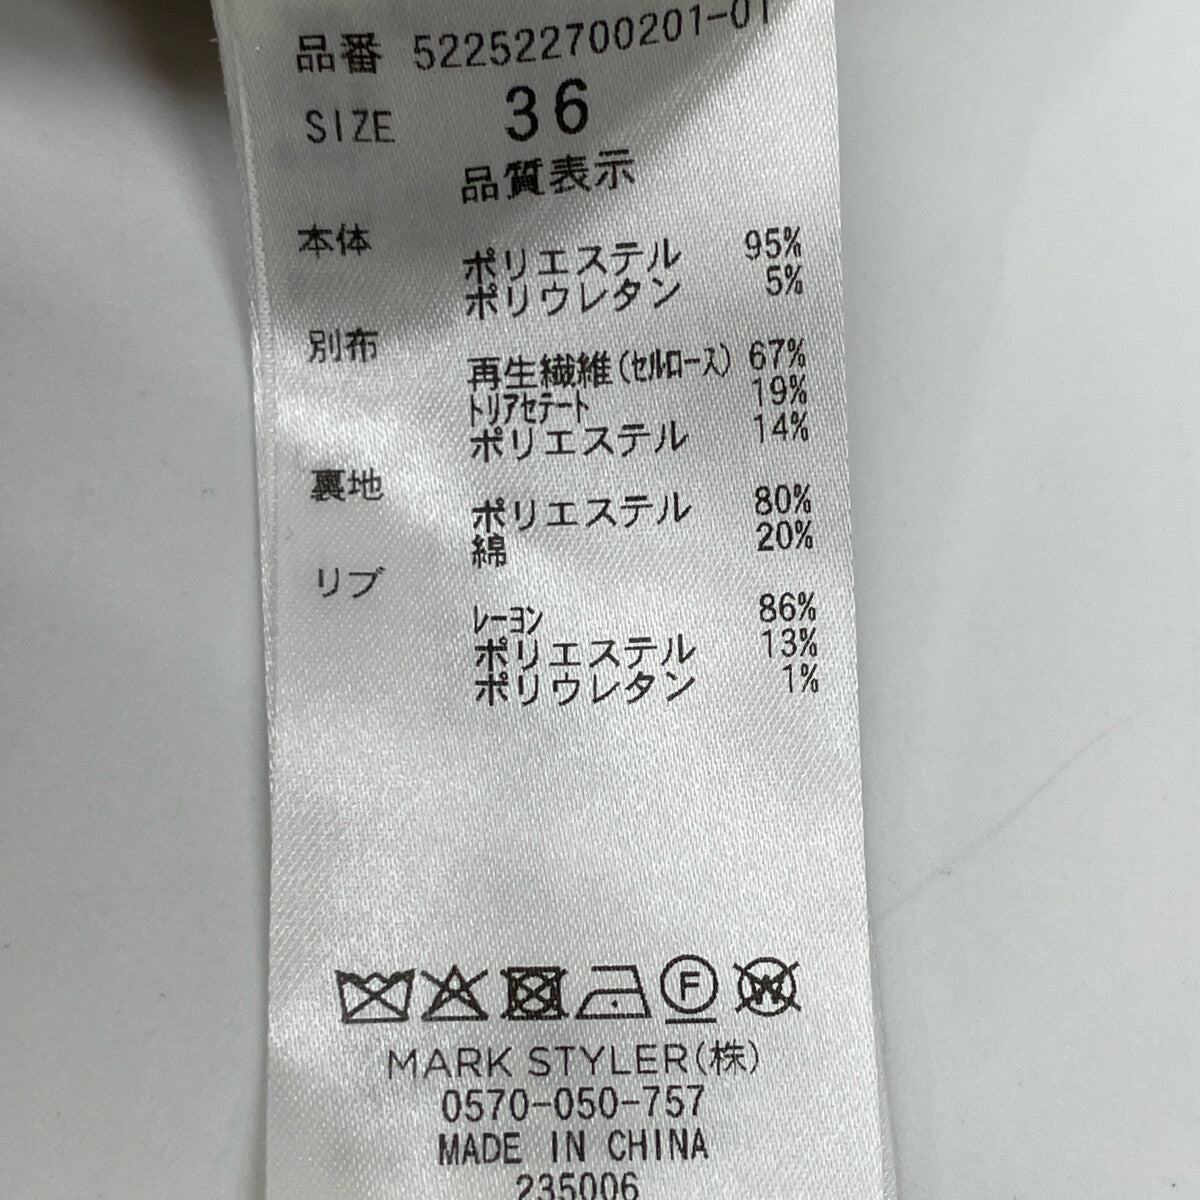 品番 522522700201-01
SIZE 36
品質表示
本体 ポリエステル 95%
ポリウレタン 5%
別布 再生繊維(セルロース) 67%
トリアセテート 19%
ポリエステル 14%
裏地 ポリエステル 80%
綿 20%
リブ レーヨン 86%
ポリエステル 13%
ポリウレタン 1%
F
W
MARK STYLER(株)
0570-050-757
MADE IN CHINA
235006